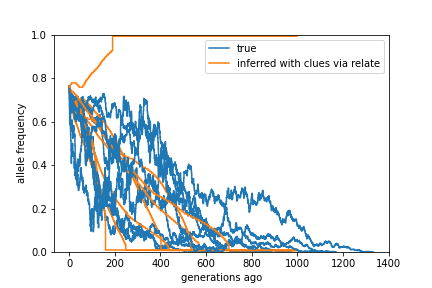 1.0
0.8
0.6
0.4
0.2
0.0
allele frequency
true
inferred with clues via relate
0 200 400 600 800 1000 1200 1400
generations ago